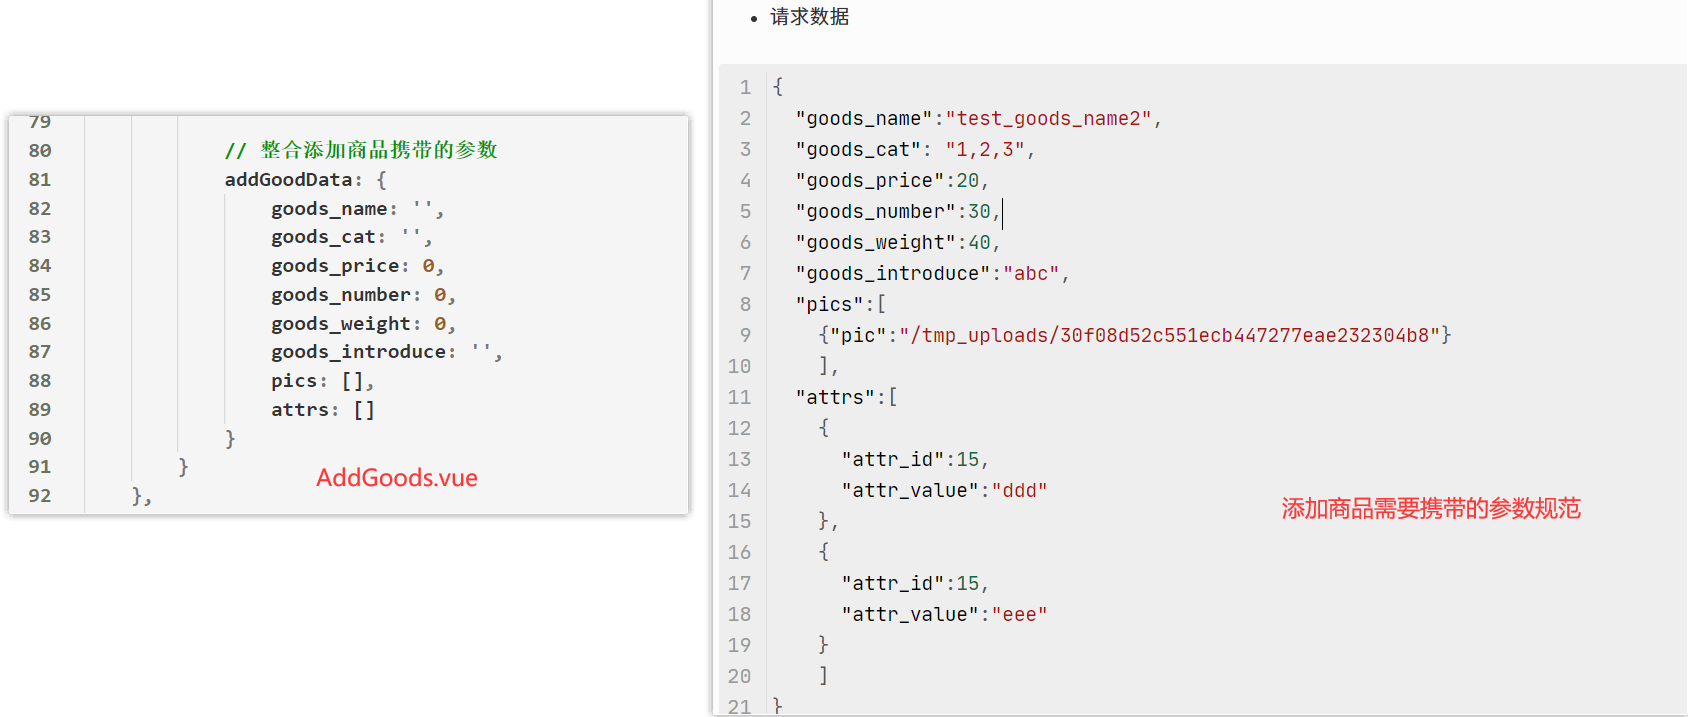 79
80 // 整合添加商品携带的参数
81 addGoodData: {
82 goods_name: '',
83 goods_cat: '',
84 goods_price: 0,
85 goods_number: 0,
86 goods_weight: 0,
87 goods_introduce: '',
88 pics: [],
89 attrs: []
90 }
91 }
92 },
AddGoods.vue
请求数据
1 {
2 "goods_name":"test_goods_name2",
3 "goods_cat": "1,2,3",
4 "goods_price":20,
5 "goods_number":30,
6 "goods_weight":40,
7 "goods_introduce":"abc",
8 "pics":[
9 {"pic":"/tmp_uploads/30f08d52c551ecb447277eae232304b8"}
10 ],
11 "attrs":[
12 {
13 "attr_id":15,
14 "attr_value":"ddd"
15 },
16 {
17 "attr_id":15,
18 "attr_value":"eee"
19 }
20 ]
21 }
添加商品需要携带的参数规范